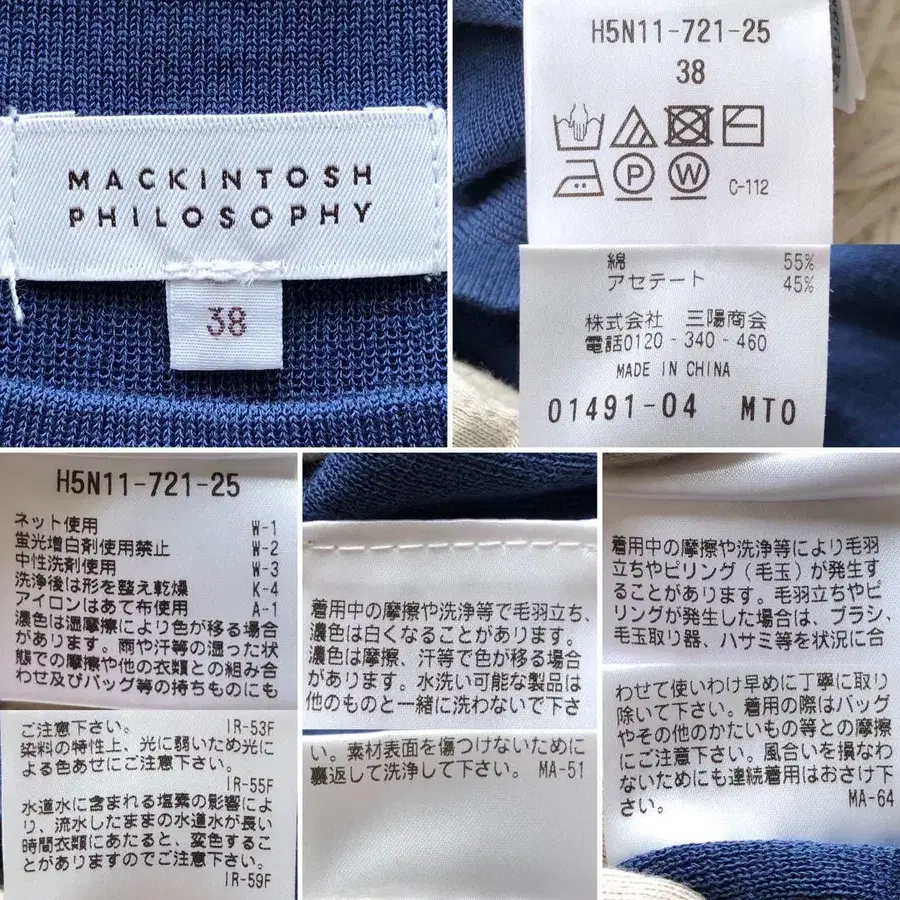 MACKINTOSH
PHILOSOPHY
38
H5N11-721-25
38
P
W
C-112
綿 55%
アセテート 45%
株式会社 三陽商会
電話0120-340-460
MADE IN CHINA
01491-04 MTO
H5N11-721-25
ネット使用 W-1
蛍光増白剤使用禁止 W-2
中性洗剤使用 W-3
洗浄後は形を整え乾燥 K-4
アイロンはあて布使用 A-1
濃色は湿摩擦により色が移る場合
があります。雨や汗等の湿った状
態での摩擦や他の衣類との組み合
わせ及びバッグ等の持ちものにも
ご注意下さい。 IR-53F
染料の特性上、光に弱いため光に
よる色あせにご注意下さい。
IR-55F
水道水に含まれる塩素の影響によ
り、流水したままの水道水が長い
時間衣類にあたると、変色するこ
とがありますのでご注意下さい。
IR-59F
着用中の摩擦や洗浄等で毛羽立ち、
濃色は白くなることがあります。
濃色は摩擦、汗等で色が移る場合
があります。水洗い可能な製品は
他のものと一緒に洗わないで下さ
い。素材表面を傷つけないために
裏返して洗浄して下さい。 MA-51
着用中の摩擦や洗浄等により毛羽
立ちやピリング(毛玉)が発生す
ることがあります。毛羽立ちやピ
リングが発生した場合は、ブラシ、
毛玉取り器、ハサミ等を状況に合
わせて使いわけ早めに丁寧に取り
除いて下さい。着用の際はバッグ
やその他のかたいもの等との摩擦
にご注意下さい。風合いを損なわ
ないためにも連続着用はおさけ下
さい。 MA-64